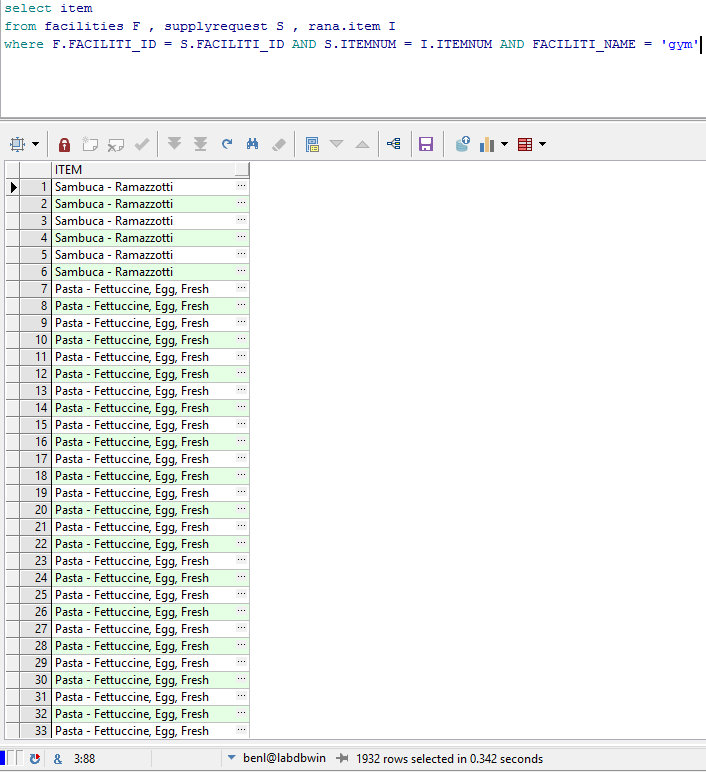 select item
from facilities F , supplyrequest S , rana.item I
where F.FACILITI_ID = S.FACILITI_ID AND S.ITEMNUM = I.ITEMNUM AND FACILITI_NAME = 'gym'
ITEM
1 Sambuca - Ramazzotti ...
2 Sambuca - Ramazzotti ...
3 Sambuca - Ramazzotti ...
4 Sambuca - Ramazzotti ...
5 Sambuca - Ramazzotti ...
6 Sambuca - Ramazzotti ...
7 Pasta - Fettuccine, Egg, Fresh ...
8 Pasta - Fettuccine, Egg, Fresh ...
9 Pasta - Fettuccine, Egg, Fresh ...
10 Pasta - Fettuccine, Egg, Fresh ...
11 Pasta - Fettuccine, Egg, Fresh ...
12 Pasta - Fettuccine, Egg, Fresh ...
13 Pasta - Fettuccine, Egg, Fresh ...
14 Pasta - Fettuccine, Egg, Fresh ...
15 Pasta - Fettuccine, Egg, Fresh ...
16 Pasta - Fettuccine, Egg, Fresh ...
17 Pasta - Fettuccine, Egg, Fresh ...
18 Pasta - Fettuccine, Egg, Fresh ...
19 Pasta - Fettuccine, Egg, Fresh ...
20 Pasta - Fettuccine, Egg, Fresh ...
21 Pasta - Fettuccine, Egg, Fresh ...
22 Pasta - Fettuccine, Egg, Fresh ...
23 Pasta - Fettuccine, Egg, Fresh ...
24 Pasta - Fettuccine, Egg, Fresh ...
25 Pasta - Fettuccine, Egg, Fresh ...
26 Pasta - Fettuccine, Egg, Fresh ...
27 Pasta - Fettuccine, Egg, Fresh ...
28 Pasta - Fettuccine, Egg, Fresh ...
29 Pasta - Fettuccine, Egg, Fresh ...
30 Pasta - Fettuccine, Egg, Fresh ...
31 Pasta - Fettuccine, Egg, Fresh ...
32 Pasta - Fettuccine, Egg, Fresh ...
33 Pasta - Fettuccine, Egg, Fresh ...
& 3:88 benl@labdbwin 1932 rows selected in 0.342 seconds